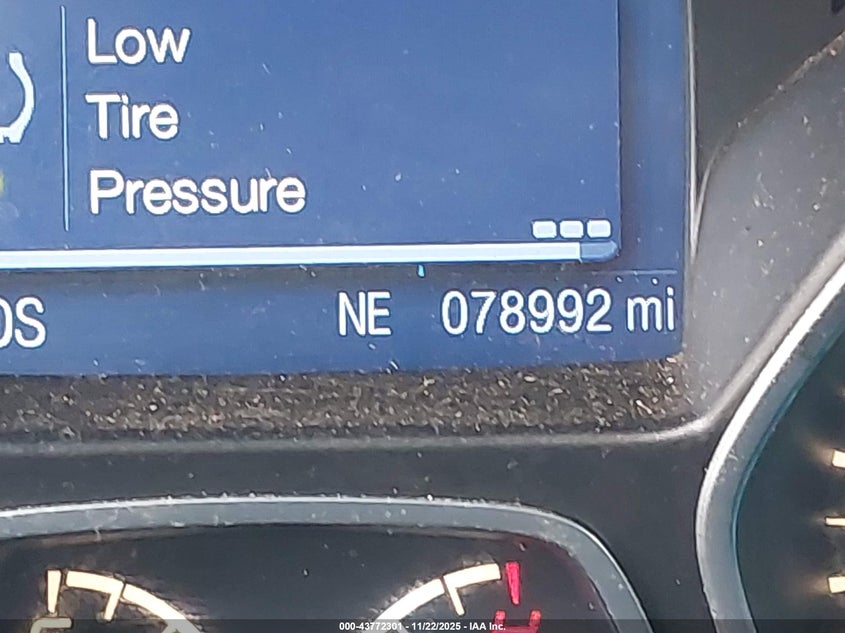 Low
Tire
Pressure
NE 078992 mi
000-43772301 - 11/22/2025 - IAA Inc.